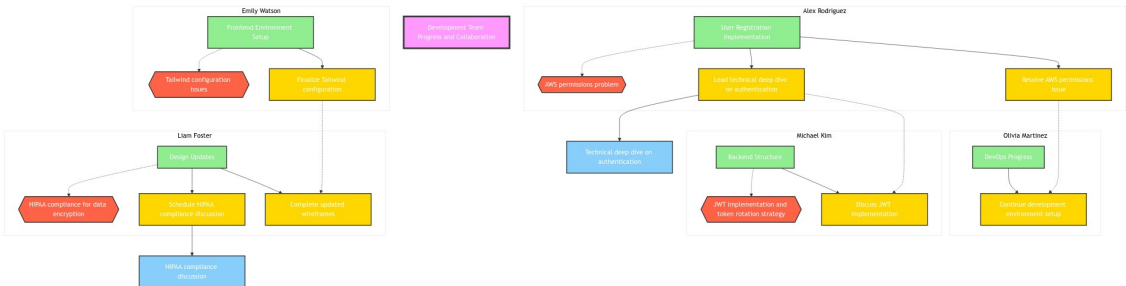 Emily Watson
Frontend Environment
Setup
Tailwind configuration
issues
Finalize Tailwind
configuration
Development Team
Progress and Collaboration
Alex Rodriguez
User Registration
Implementation
AWS permissions problem
Lead technical deep dive
on authentication
Resolve AWS permissions
issue
Liam Foster
Design Updates
HIPAA compliance for data
encryption
Schedule HIPAA
compliance discussion
Complete updated
wireframes
HIPAA compliance
discussion
Technical deep dive on
authentication
Michael Kim
Backend Structure
JWT implementation and
token rotation strategy
Discuss JWT
implementation
Olivia Martinez
DevOps Progress
Continue development
environment setup